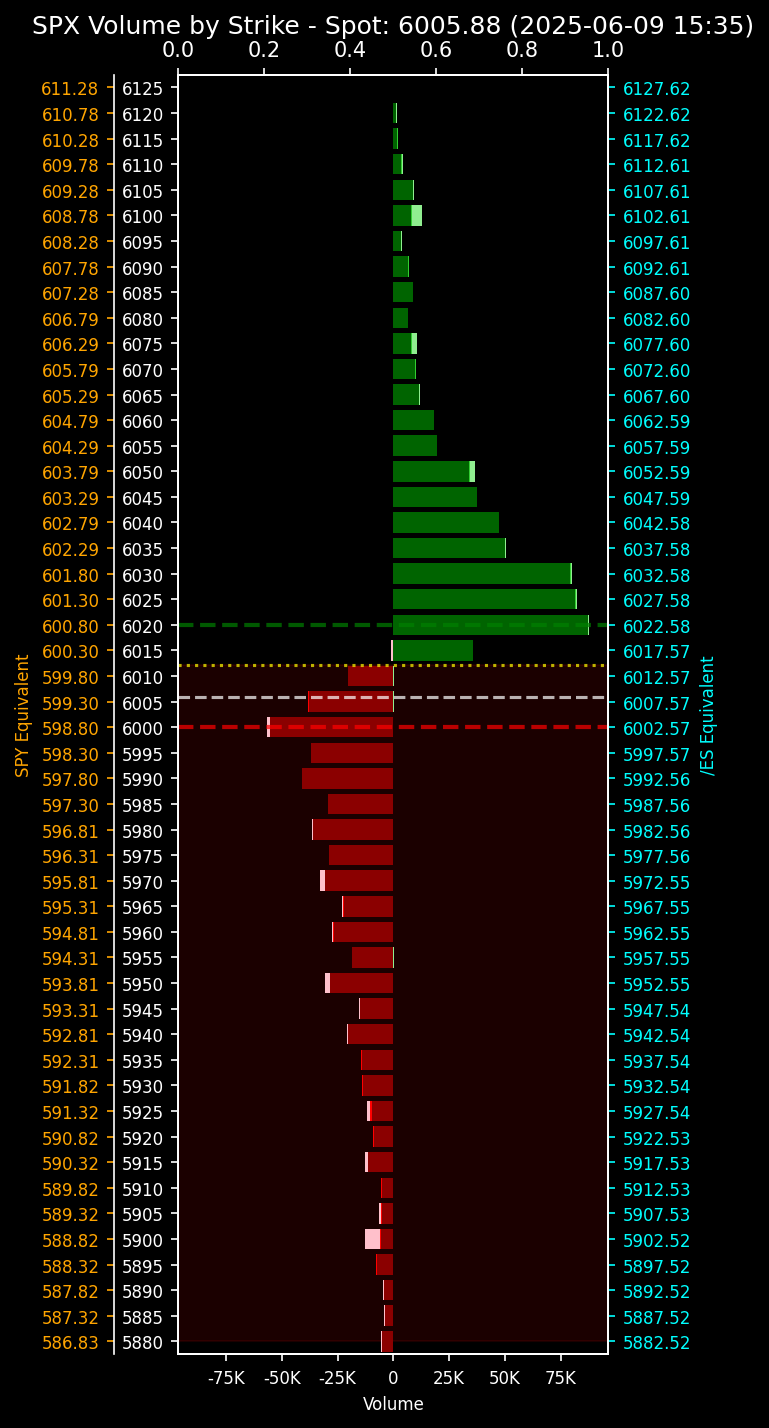 SPX Volume by Strike - Spot: 6005.88 (2025-06-09 15:35)
0.0 0.2 0.4 0.6 0.8 1.0
611.28 6125 6127.62
610.78 6120 6122.62
610.28 6115 6117.62
609.78 6110 6112.61
609.28 6105 6107.61
608.78 6100 6102.61
608.28 6095 6097.61
607.78 6090 6092.61
607.28 6085 6087.60
606.79 6080 6082.60
606.29 6075 6077.60
605.79 6070 6072.60
605.29 6065 6067.60
604.79 6060 6062.59
604.29 6055 6057.59
603.79 6050 6052.59
603.29 6045 6047.59
602.79 6040 6042.58
602.29 6035 6037.58
601.80 6030 6032.58
601.30 6025 6027.58
600.80 6020 6022.58
600.30 6015 6017.57
599.80 6010 6012.57
599.30 6005 6007.57
598.80 6000 6002.57
598.30 5995 5997.57
597.80 5990 5992.56
597.30 5985 5987.56
596.81 5980 5982.56
596.31 5975 5977.56
595.81 5970 5972.55
595.31 5965 5967.55
594.81 5960 5962.55
594.31 5955 5957.55
593.81 5950 5952.55
593.31 5945 5947.54
592.81 5940 5942.54
592.31 5935 5937.54
591.82 5930 5932.54
591.32 5925 5927.54
590.82 5920 5922.53
590.32 5915 5917.53
589.82 5910 5912.53
589.32 5905 5907.53
588.82 5900 5902.52
588.32 5895 5897.52
587.82 5890 5892.52
587.32 5885 5887.52
586.83 5880 5882.52
SPY Equivalent
/ES Equivalent
-75K -50K -25K 0 25K 50K 75K
Volume